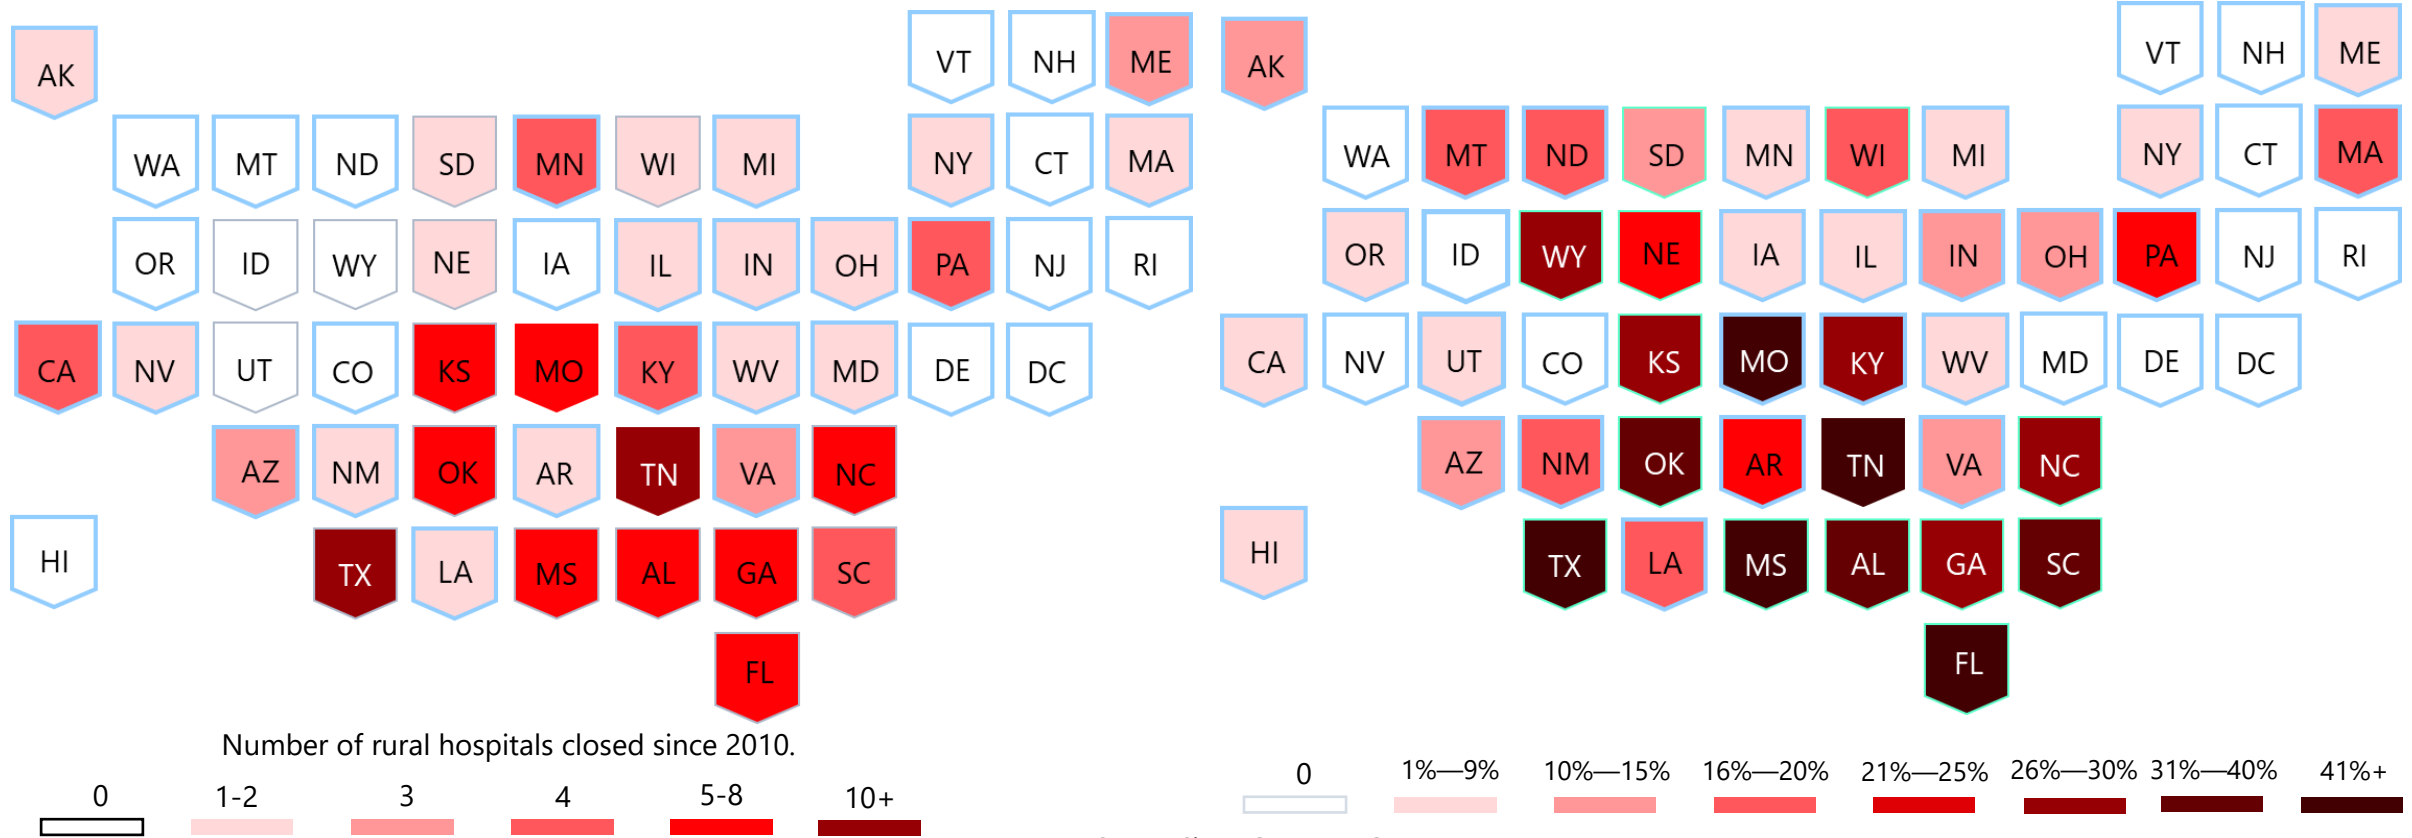 AK
VT NH ME
WA MT ND SD MN WI MI NY CT MA
OR ID WY NE IA IL IN OH PA NJ RI
CA NV UT CO KS MO KY WV MD DE DC
AZ NM OK AR TN VA NC
HI TX LA MS AL GA SC
FL
Number of rural hospitals closed since 2010.
0 1-2 3 4 5-8 10+
AK
VT NH ME
WA MT ND SD MN WI MI NY CT MA
OR ID WY NE IA IL IN OH PA NJ RI
CA NV UT CO KS MO KY WV MD DE DC
AZ NM OK AR TN VA NC
HI TX LA MS AL GA SC
FL
0 1%—9% 10%—15% 16%—20% 21%—25% 26%—30% 31%—40% 41%+